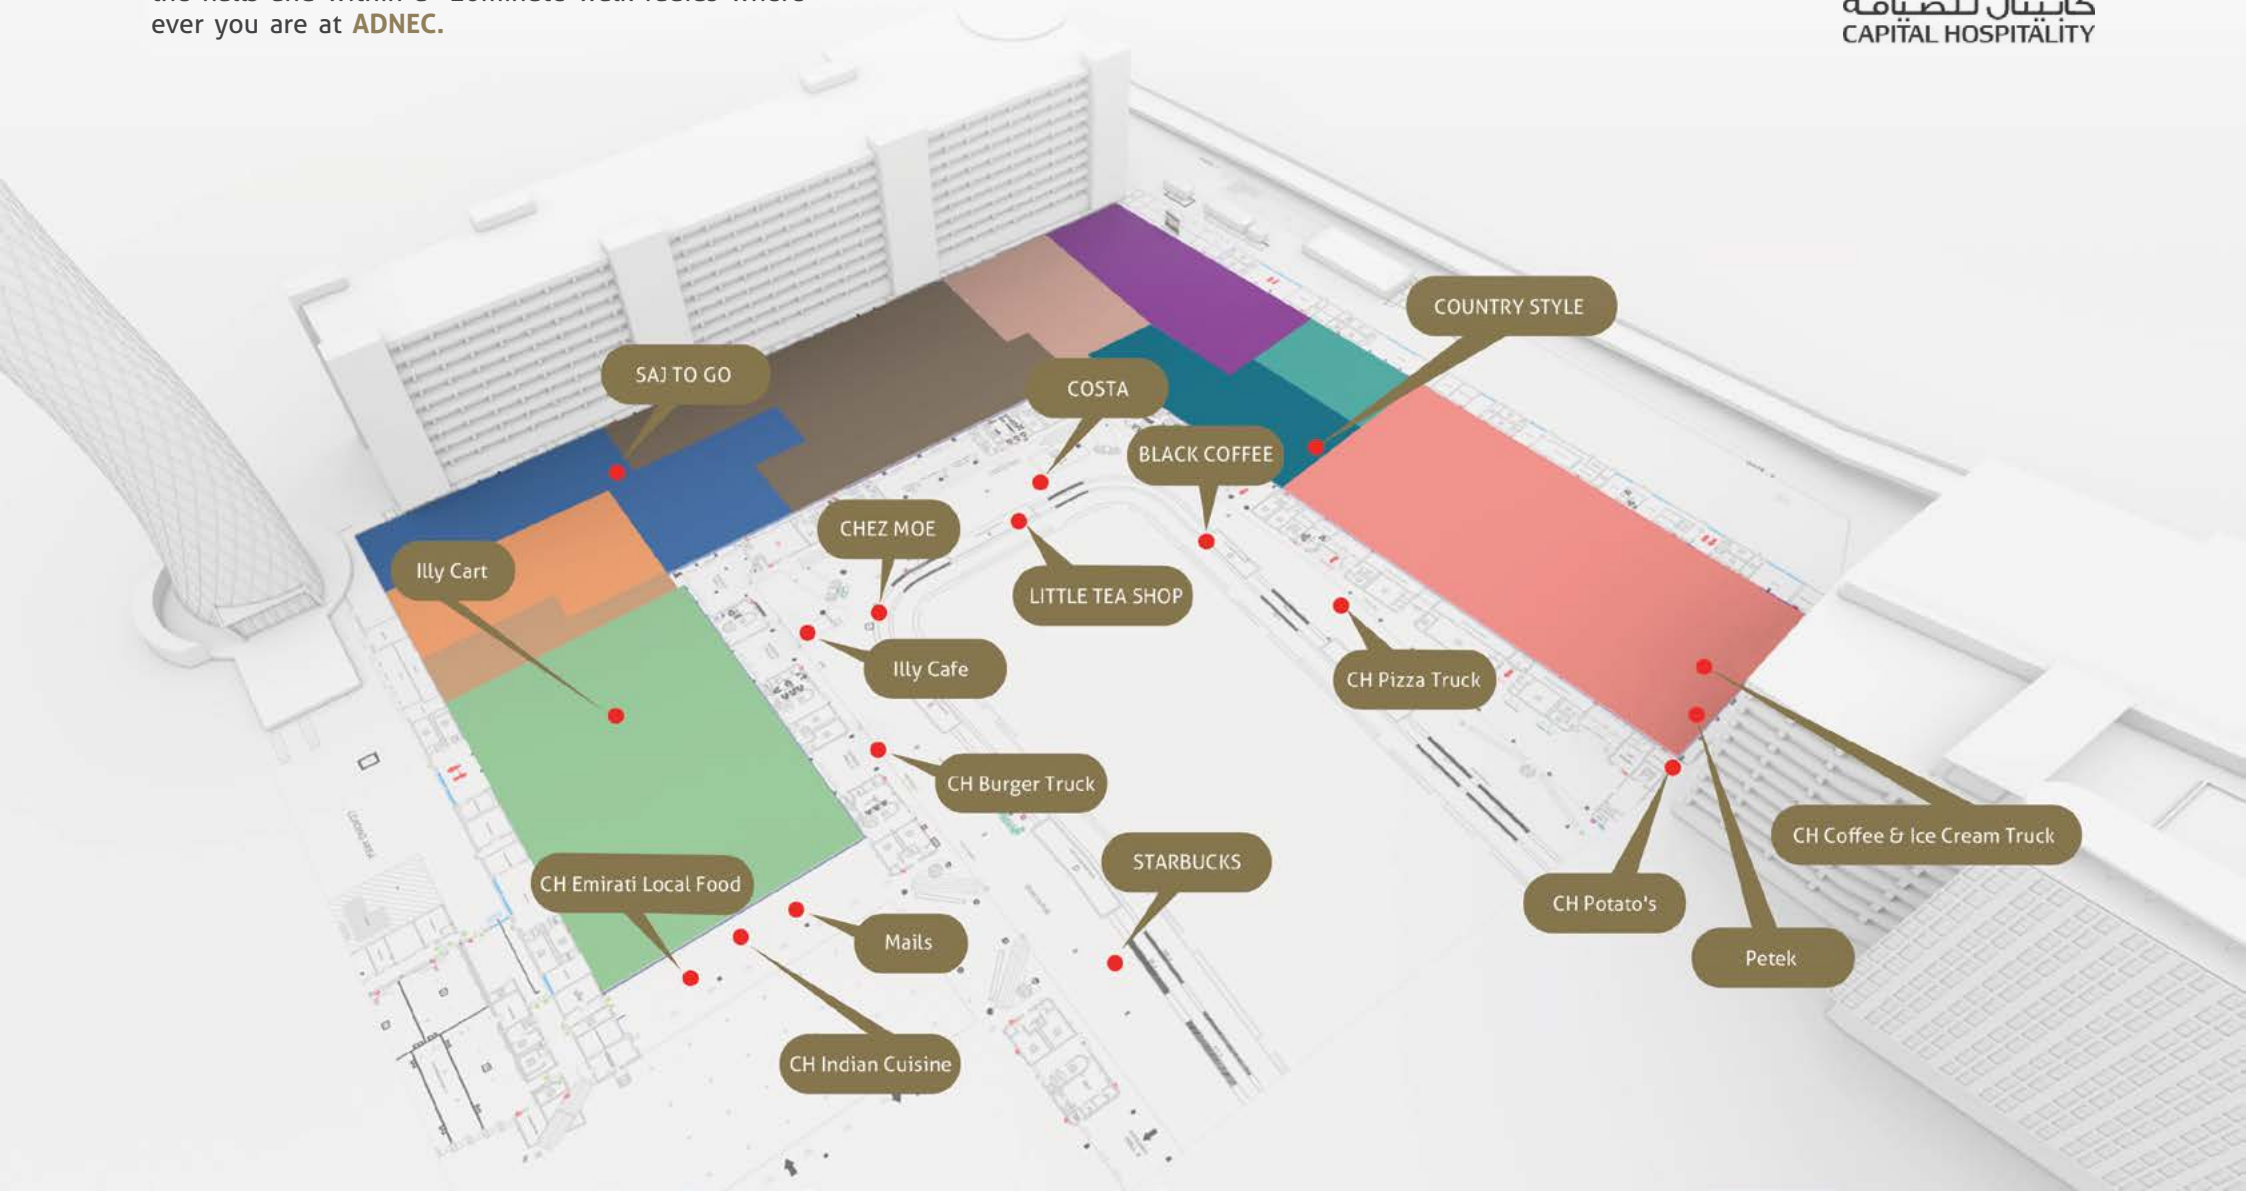 ever you are at ADNEC.
كابيتال للضيافة
CAPITAL HOSPITALITY
COUNTRY STYLE
SAJ TO GO
COSTA
BLACK COFFEE
CHEZ MOE
Illy Cart
LITTLE TEA SHOP
Illy Cafe
CH Pizza Truck
CH Burger Truck
CH Coffee & Ice Cream Truck
STARBUCKS
CH Emirati Local Food
CH Potato's
Mails
Petek
CH Indian Cuisine